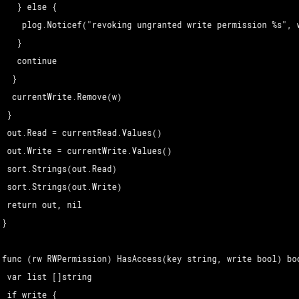 } else {
plog.Noticef("revoking ungranted write permission %s",
}
continue
}
currentWrite.Remove(w)
}
out.Read = currentRead.Values()
out.Write = currentWrite.Values()
sort.Strings(out.Read)
sort.Strings(out.Write)
return out, nil
}
func (rw RWPermission) HasAccess(key string, write bool)
var list []string
if write {